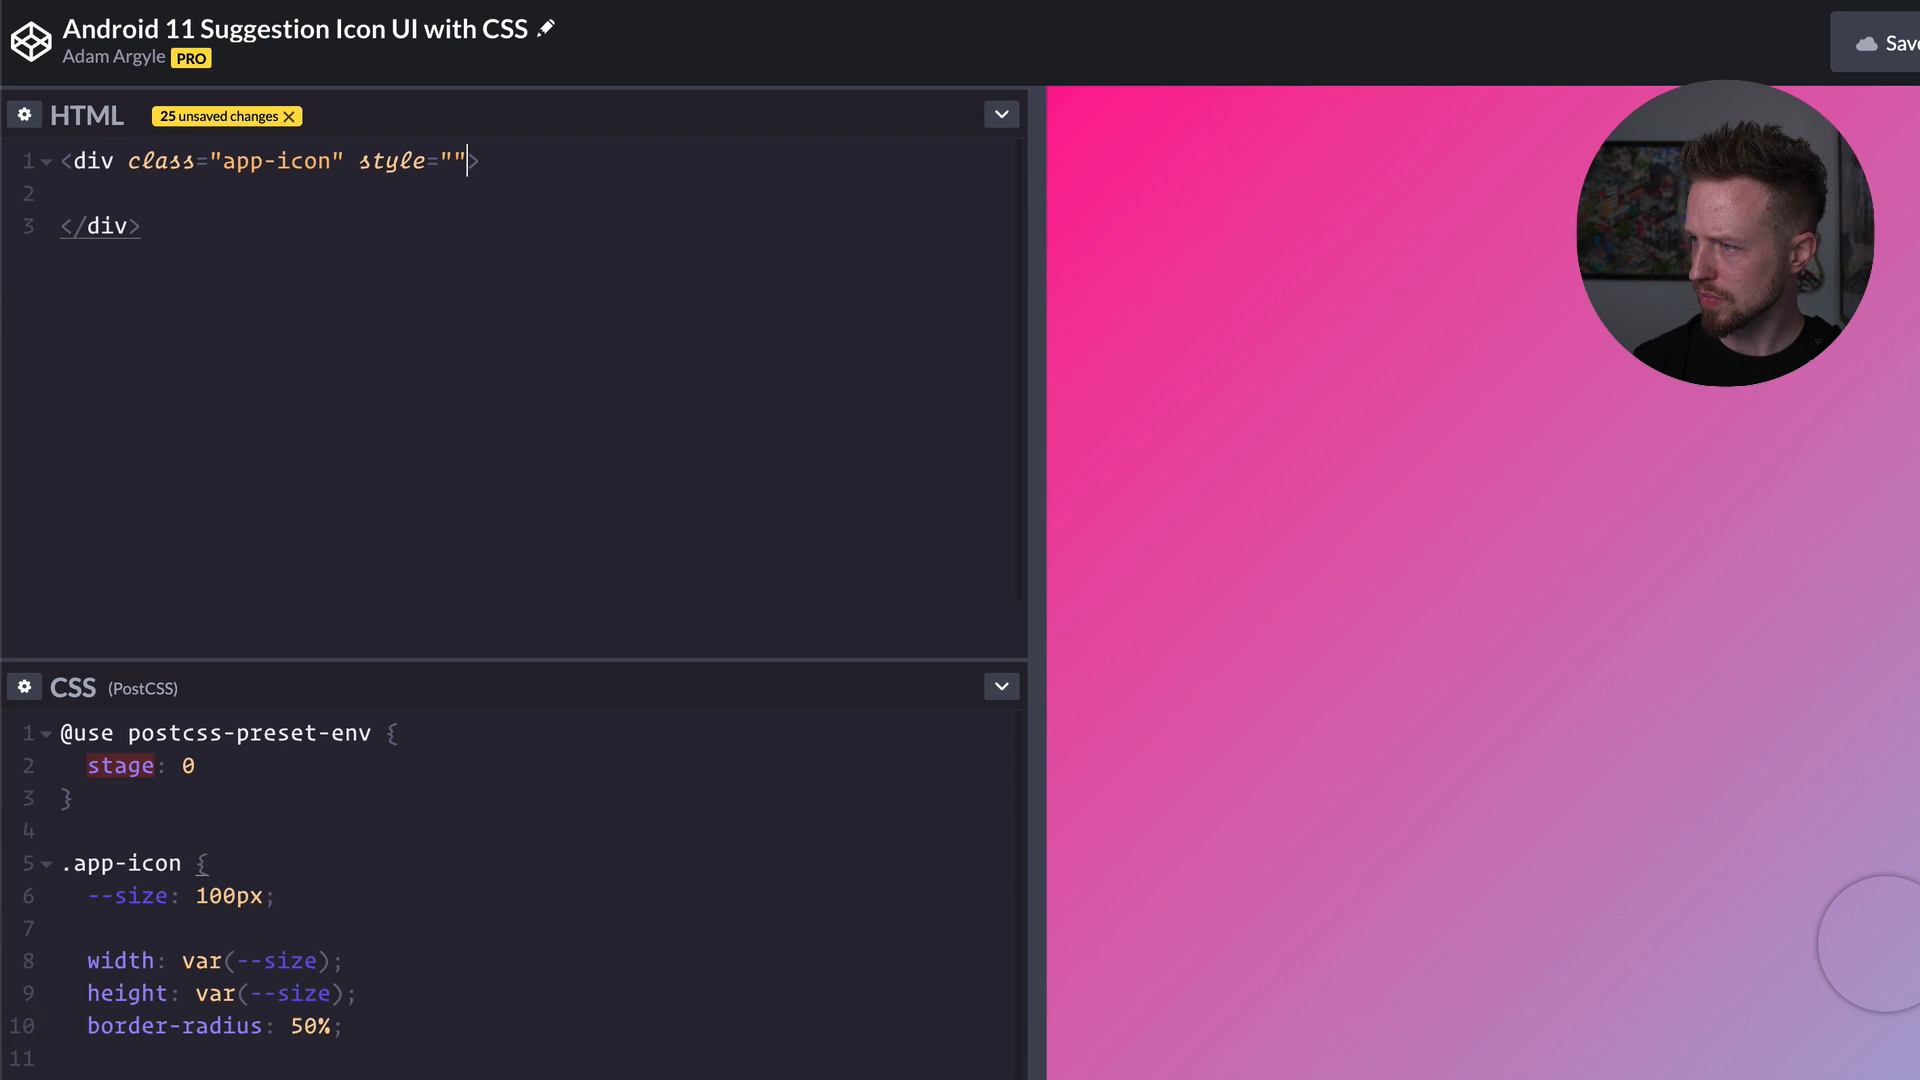 Android 11 Suggestion Icon UI with CSS
Adam Argyle PRO
Save
HTML 25 unsaved changes
1 <div class="app-icon" style="">
2
3 </div>
CSS (PostCSS)
1 @use postcss-preset-env {
2 stage: 0
3 }
4
5 .app-icon {
6 --size: 100px;
7
8 width: var(--size);
9 height: var(--size);
10 border-radius: 50%;
11